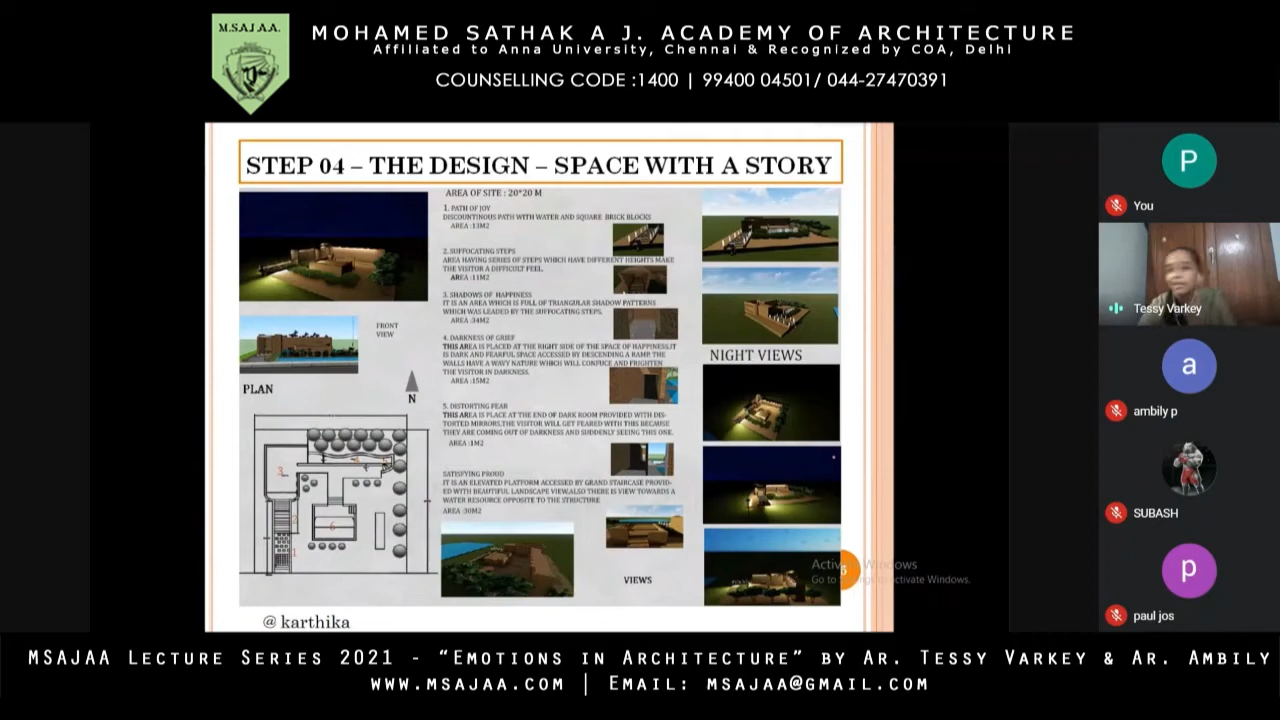 M.SAJ A.A.
MOHAMED SATHAK A J. ACADEMY OF ARCHITECTURE
Affiliated to Anna University, Chennai & Recognized by COA, Delhi
COUNSELLING CODE :1400 | 99400 04501/ 044-27470391
STEP 04 – THE DESIGN – SPACE WITH A STORY
AREA OF SITE : 20*20 M
1. PATH OF JOY
DISCOUNTINOUS PATH WITH WATER AND SQUARE BRICK BLOCKS
AREA :13M2
2. SUFFOCATING STEPS
AREA HAVING SERIES OF STEPS WHICH HAVE DIFFERENT HEIGHTS MAKE
THE VISITOR A DIFFICULT FEEL.
AREA :11M2
3. SHADOWS OF HAPPINESS
IT IS AN AREA WHICH IS FULL OF TRIANGULAR SHADOW PATTERNS
WHICH WAS LEADED BY THE SUFFOCATING STEPS.
AREA :34M2
4. DARKNESS OF GRIEF
THIS AREA IS PLACED AT THE RIGHT SIDE OF THE SPACE OF HAPPINESS.IT
IS DARK AND FEARFUL SPACE ACCESSED BY DESCENDING A RAMP. THE
WALLS HAVE A WAVY NATURE WHICH WILL CONFUCE AND FRIGHTEN
THE VISITOR IN DARKNESS.
AREA :15M2
5. DISTORTING FEAR
THIS AREA IS PLACE AT THE END OF DARK ROOM PROVIDED WITH DIS-
TORTED MIRRORS.THE VISITOR WILL GET FEARED WITH THIS BECAUSE
THEY ARE COMING OUT OF DARKNESS AND SUDDENLY SEEING THIS ONE.
AREA :1M2
SATISFYING PROUD
IT IS AN ELEVATED PLATFORM ACCESSED BY GRAND STAIRCASE PROVID-
ED WITH BEAUTIFUL LANDSCAPE VIEW.ALSO THERE IS VIEW TOWARDS A
WATER RESOURCE OPPOSITE TO THE STRUCTURE
AREA :30M2
FRONT
VIEW
PLAN
N
3
4
5
2
6
1
NIGHT VIEWS
VIEWS
@ karthika
P
You
Tessy Varkey
a
ambily p
SUBASH
p
paul jos
MSAJAA LECTURE SERIES 2021 - “EMOTIONS IN ARCHITECTURE” BY AR. TESSY VARKEY & AR. AMBILY
WWW.MSAJAA.COM | EMAIL: MSAJAA@GMAIL.COM